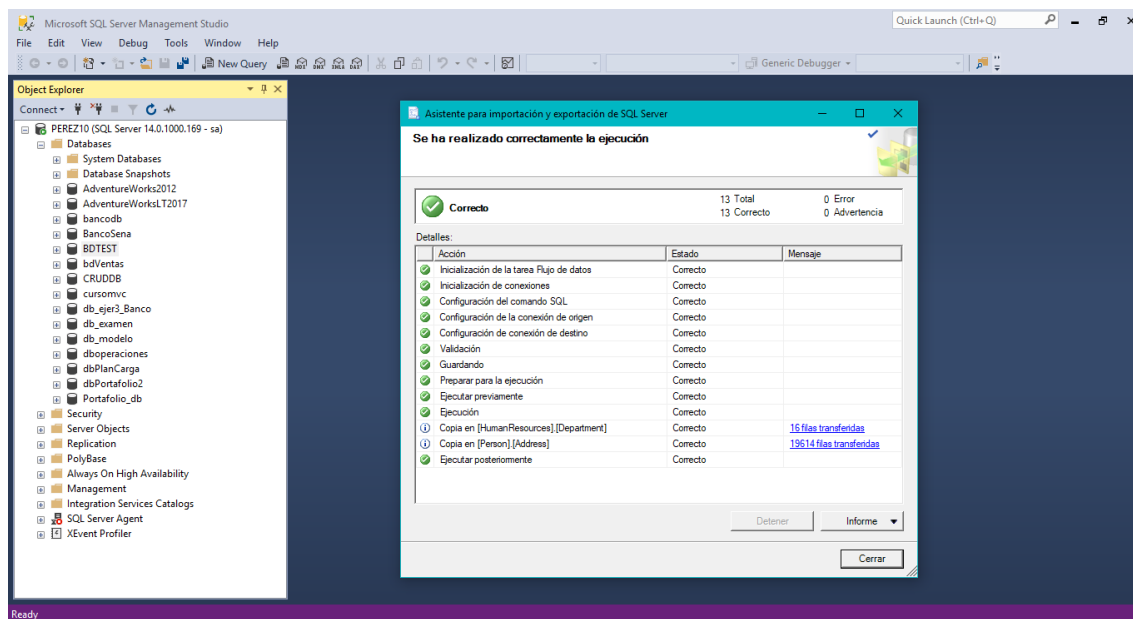 Microsoft SQL Server Management Studio
Quick Launch (Ctrl+Q)
File Edit View Debug Tools Window Help
New Query MDX DMX XMLA DAX Generic Debugger
Object Explorer
Connect
PEREZ10 (SQL Server 14.0.1000.169 - sa)
Databases
System Databases
Database Snapshots
AdventureWorks2012
AdventureWorksLT2017
bancodb
BancoSena
BDTEST
bdVentas
CRUDDB
cursomvc
db_ejer3_Banco
db_examen
db_modelo
dboperaciones
dbPlanCarga
dbPortafolio2
Portafolio_db
Security
Server Objects
Replication
PolyBase
Always On High Availability
Management
Integration Services Catalogs
SQL Server Agent
XEvent Profiler
Asistente para importación y exportación de SQL Server
Se ha realizado correctamente la ejecución
Correcto
13 Total 0 Error
13 Correcto 0 Advertencia
Detalles:
Acción Estado Mensaje
Inicialización de la tarea Flujo de datos Correcto
Inicialización de conexiones Correcto
Configuración del comando SQL Correcto
Configuración de la conexión de origen Correcto
Configuración de conexión de destino Correcto
Validación Correcto
Guardando Correcto
Preparar para la ejecución Correcto
Ejecutar previamente Correcto
Ejecución Correcto
Copia en [HumanResources].[Department] Correcto 16 filas transferidas
Copia en [Person].[Address] Correcto 19614 filas transferidas
Ejecutar posteriormente Correcto
Detener Informe
Cerrar
Ready